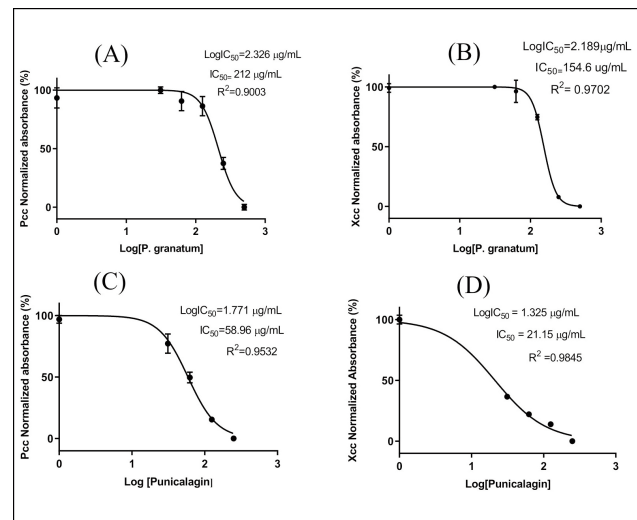 (A)
LogIC50=2.326 µg/mL
IC50= 212 µg/mL
R2=0.9003
Pcc Normalized absorbance (%)
100
50
0
0 1 2 3
Log[P. granatum]
(B)
LogIC50=2.189µg/mL
IC50=154.6 ug/mL
R2= 0.9702
Xcc Normalized absorbance (%)
100
50
0
0 1 2 3
Log[P. granatum]
(C)
LogIC50=1.771 µg/mL
IC50=58.96 µg/mL
R2=0.9532
Pcc Normalized absorbance (%)
100
50
0
0 1 2 3
Log [Punicalagin]
(D)
LogIC50 = 1.325 µg/mL
IC50 = 21.15 µg/mL
R2 =0.9845
Xcc Normalized Absorbance (%)
100
50
0
0 1 2 3
Log[Punicalagin]